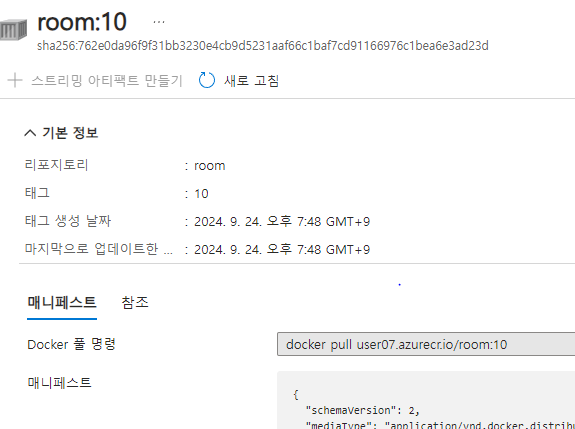 room:10 ...
sha256:762e0da96f9f31bb3230e4cb9d5231aaf66c1baf7cd91166976c1bea6e3ad23d
스트리밍 아티팩트 만들기 새로 고침
기본 정보
리포지토리 : room
태그 : 10
태그 생성 날짜 : 2024. 9. 24. 오후 7:48 GMT+9
마지막으로 업데이트한 ... : 2024. 9. 24. 오후 7:48 GMT+9
매니페스트 참조
Docker 풀 명령 docker pull user07.azurecr.io/room:10
매니페스트 {
"schemaVersion": 2,
"mediaType": "application/vnd.docker.distribu